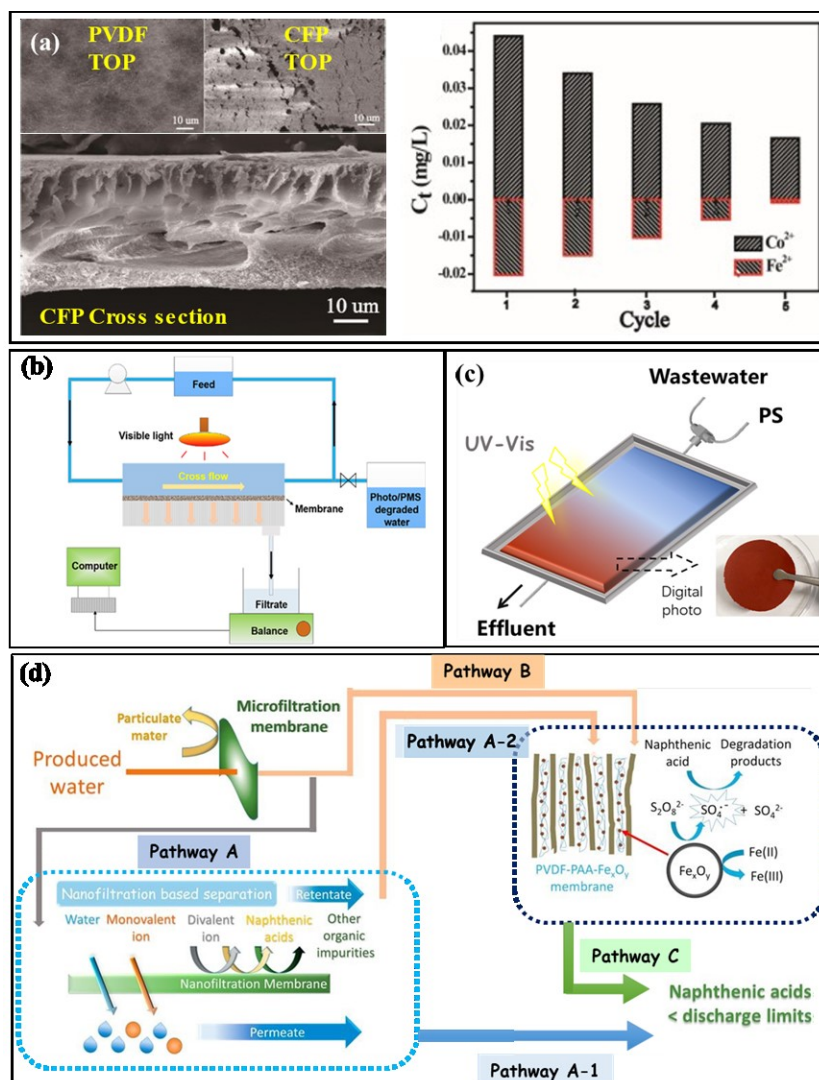 (a)
PVDF
TOP
10 um
CFP
TOP
10 um
CFP Cross section
10 um
Ct (mg/L)
0.04
0.03
0.02
0.01
0.00
-0.01
-0.02
Co2+
Fe2+
1 2 3 4 5
Cycle
(b)
Feed
Visible light
Cross flow
Membrane
Photo/PMS
degraded
water
Computer
Filtrate
Balance
(c)
Wastewater
PS
UV-Vis
Digital
photo
Effluent
(d)
Pathway B
Particulate
mater
Microfiltration
membrane
Produced
water
Pathway A-2
Pathway A
Nanofiltration based separation
Retentate
Water
Monovalent
ion
Divalent
ion
Naphthenic
acids
Other
organic
impurities
Nanofiltration Membrane
Permeate
Naphthenic
acid
Degradation
products
S2O82-
SO4·-
+ SO42-
FexOy
Fe(II)
Fe(III)
PVDF-PAA-FexOy
membrane
Pathway C
Naphthenic acids
< discharge limits
Pathway A-1